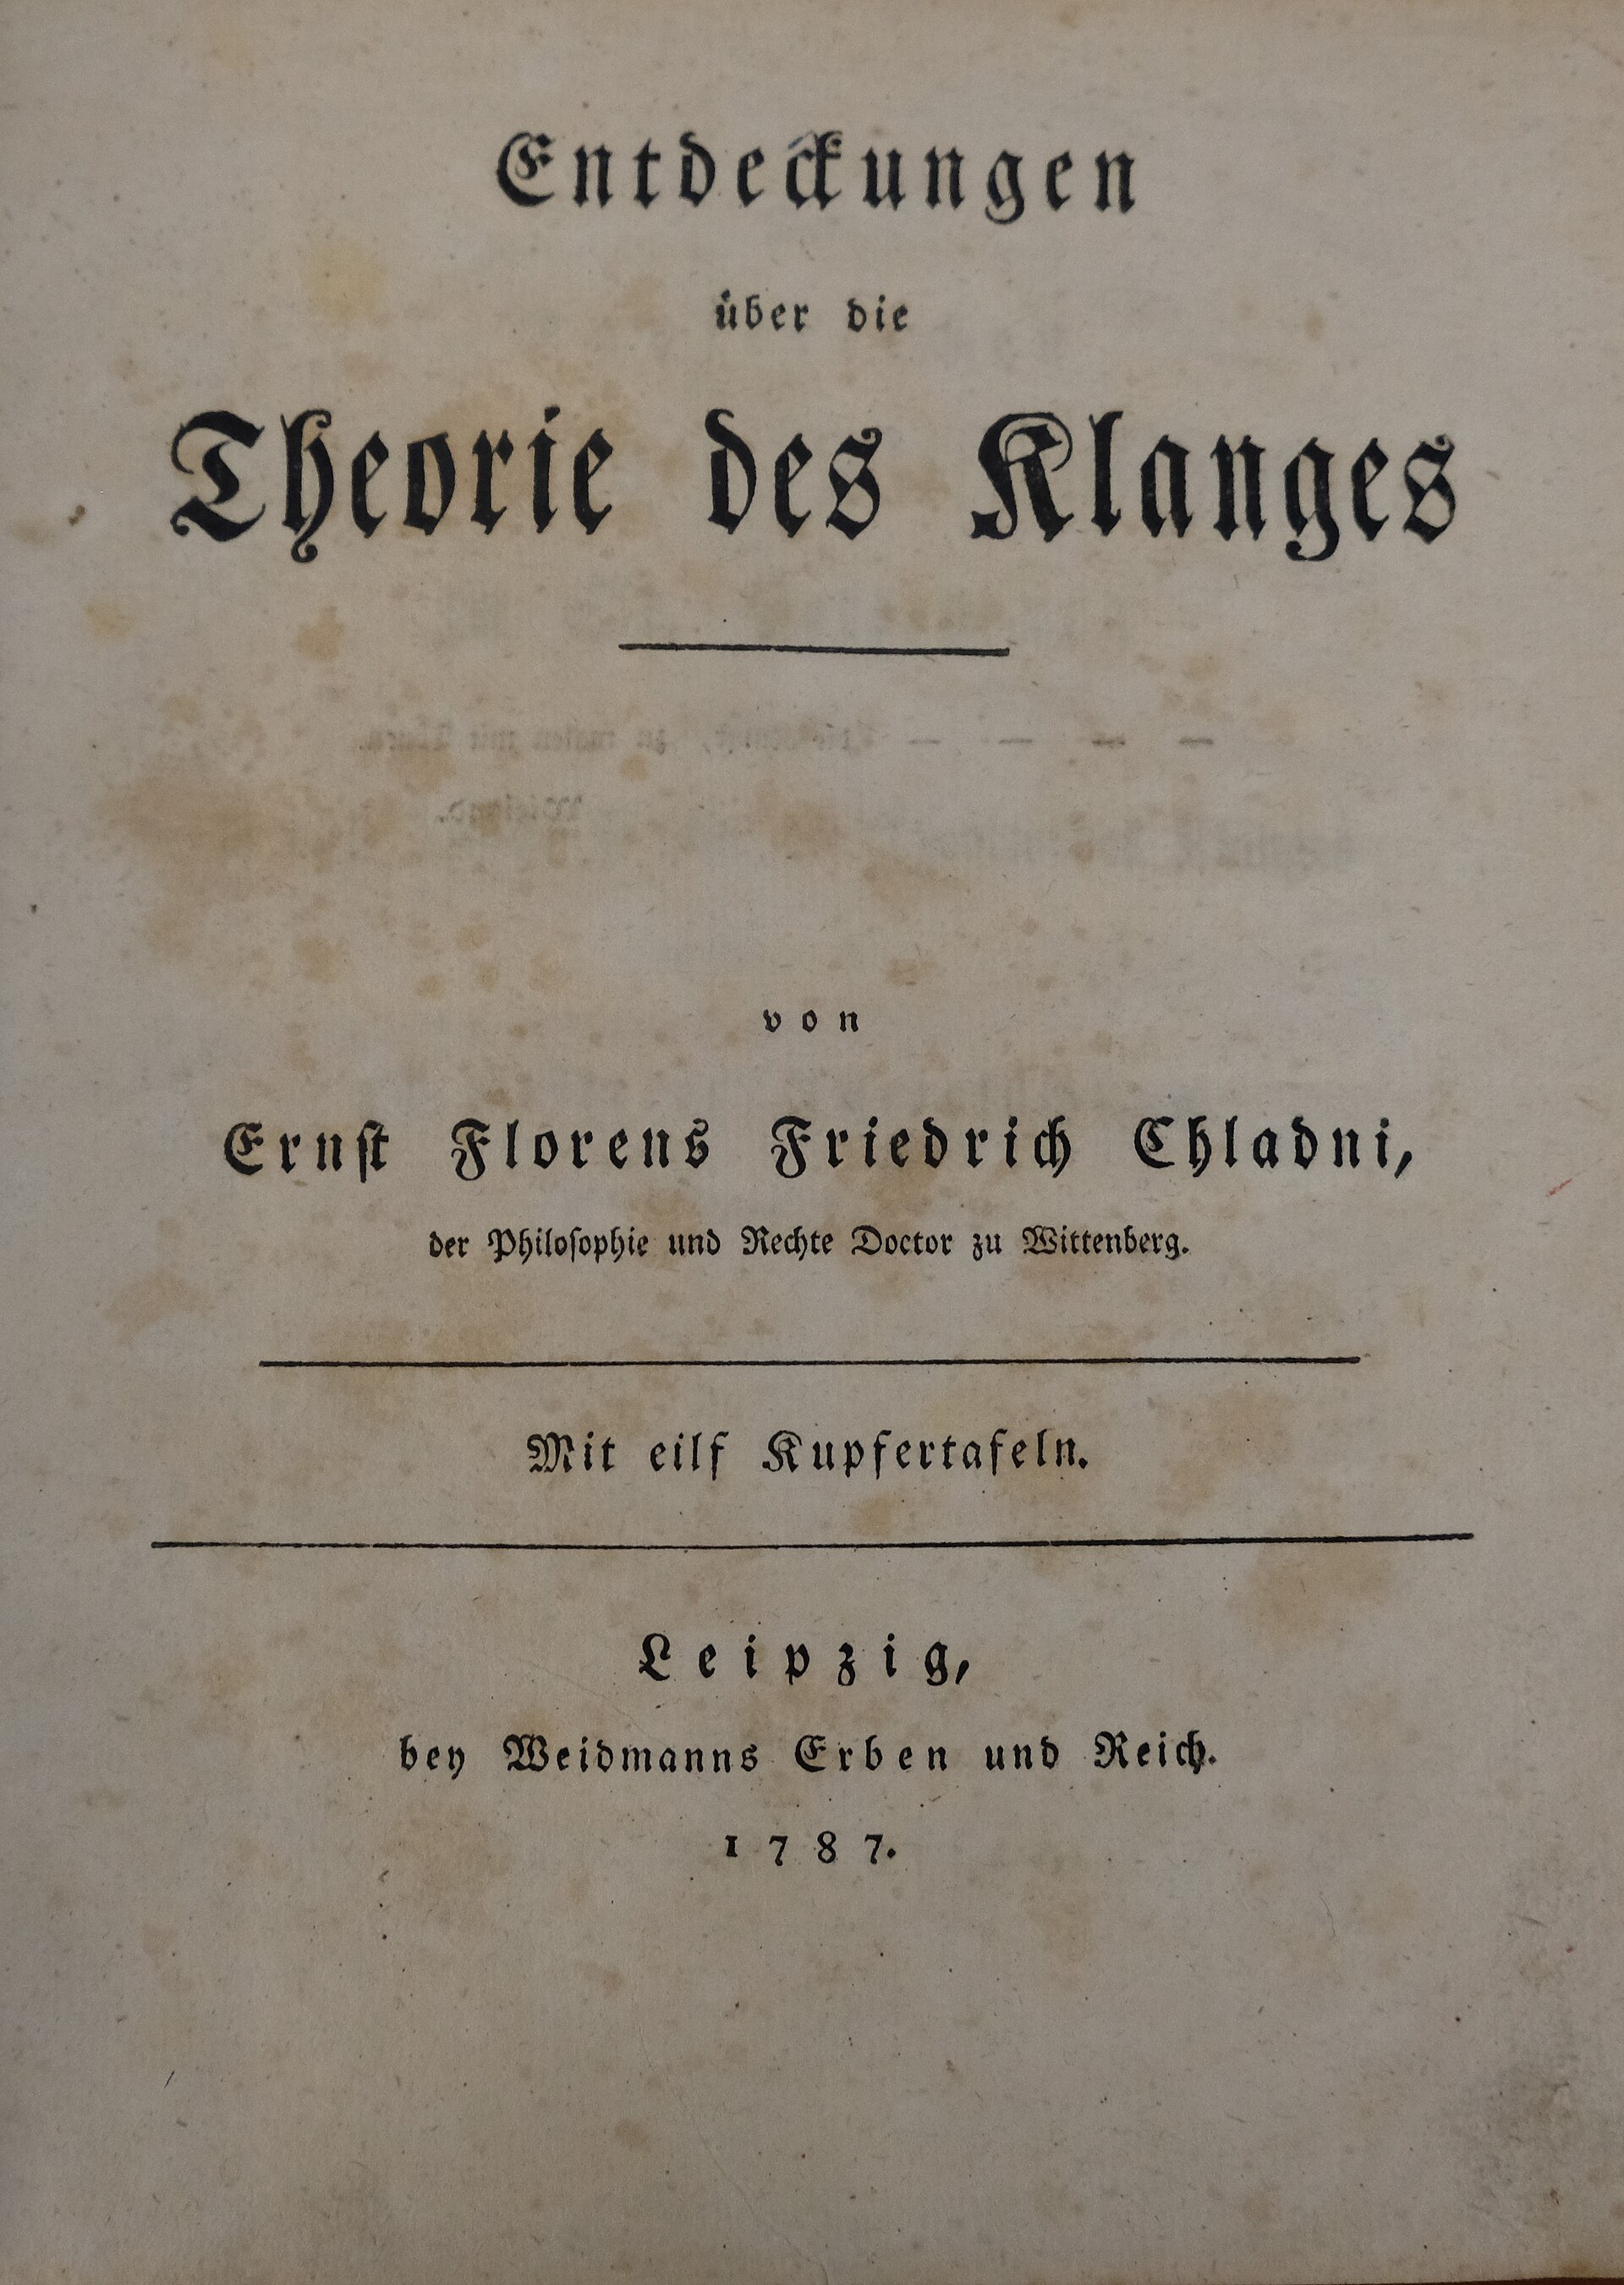 Entdeckungen
über die
Theorie des Klanges
von
Ernst Florens Friedrich Chladni,
der Philosophie und Rechte Doctor zu Wittenberg.
Mit eilf Kupfertafeln.
Leipzig,
bey Weidmanns Erben und Reich.
1787.